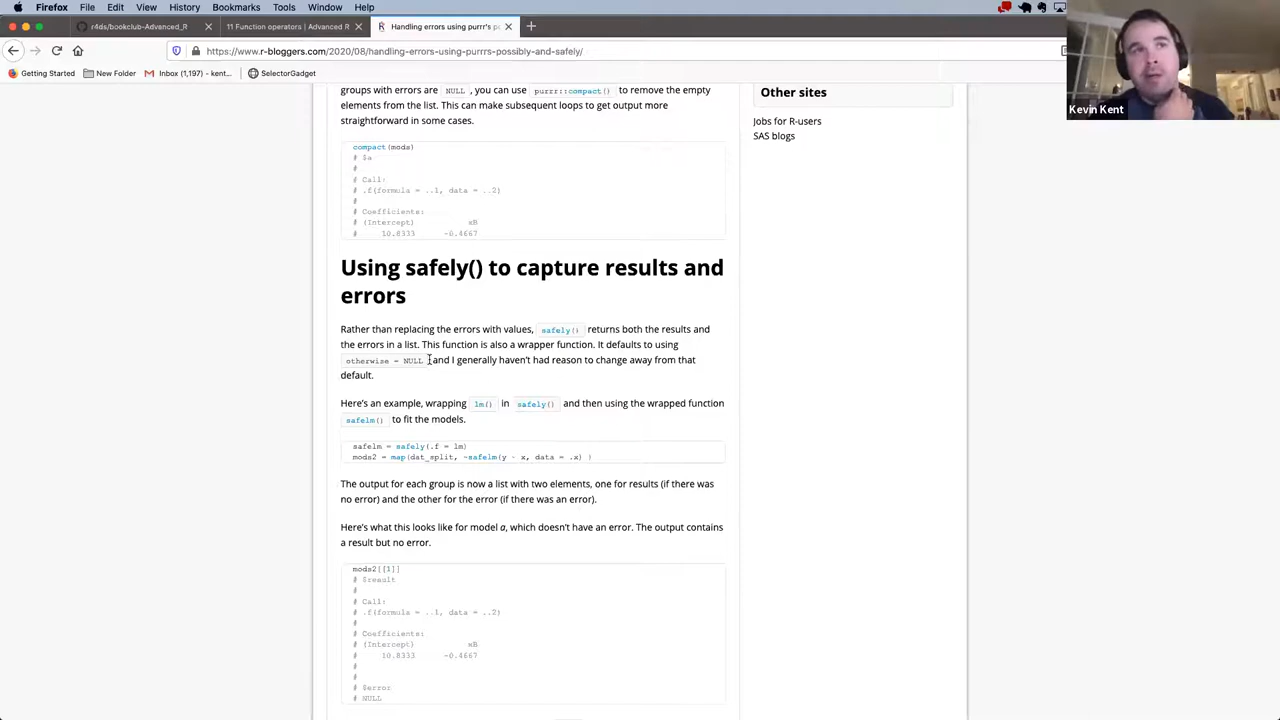 Firefox File Edit View History Bookmarks Tools Window Help
r4ds/bookclub-Advanced_R
11 Function operators | Advanced R
Handling errors using purrr's po
https://www.r-bloggers.com/2020/08/handling-errors-using-purrrs-possibly-and-safely/
Getting Started New Folder Inbox (1,197) - kent... SelectorGadget
Kevin Kent
groups with errors are NULL , you can use purrr::compact() to remove the empty
elements from the list. This can make subsequent loops to get output more
straightforward in some cases.
compact(mods)
# $a
#
# Call:
# .f(formula = ..1, data = ..2)
#
# Coefficients:
# (Intercept) xB
# 10.8333 -0.4667
Using safely() to capture results and
errors
Rather than replacing the errors with values, safely() returns both the results and
the errors in a list. This function is also a wrapper function. It defaults to using
otherwise = NULL and I generally haven't had reason to change away from that
default.
Here's an example, wrapping lm() in safely() and then using the wrapped function
safelm() to fit the models.
safelm = safely(.f = lm)
mods2 = map(dat_split, ~safelm(y ~ x, data = .x) )
The output for each group is now a list with two elements, one for results (if there was
no error) and the other for the error (if there was an error).
Here's what this looks like for model a, which doesn't have an error. The output contains
a result but no error.
mods2[[1]]
# $result
#
# Call:
# .f(formula = ..1, data = ..2)
#
# Coefficients:
# (Intercept) xB
# 10.8333 -0.4667
#
#
# $error
# NULL
Other sites
Jobs for R-users
SAS blogs